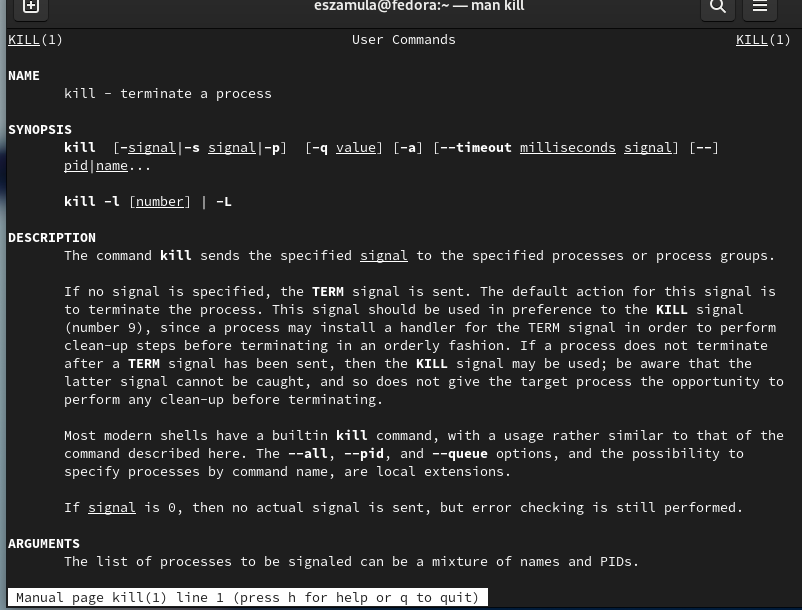 eszamula@fedora:~ — man kill
KILL(1) User Commands KILL(1)
NAME
kill - terminate a process
SYNOPSIS
kill [-signal|-s signal|-p] [-q value] [-a] [--timeout milliseconds signal] [--]
pid|name...
kill -l [number] | -L
DESCRIPTION
The command kill sends the specified signal to the specified processes or process groups.
If no signal is specified, the TERM signal is sent. The default action for this signal is
to terminate the process. This signal should be used in preference to the KILL signal
(number 9), since a process may install a handler for the TERM signal in order to perform
clean-up steps before terminating in an orderly fashion. If a process does not terminate
after a TERM signal has been sent, then the KILL signal may be used; be aware that the
latter signal cannot be caught, and so does not give the target process the opportunity to
perform any clean-up before terminating.
Most modern shells have a builtin kill command, with a usage rather similar to that of the
command described here. The --all, --pid, and --queue options, and the possibility to
specify processes by command name, are local extensions.
If signal is 0, then no actual signal is sent, but error checking is still performed.
ARGUMENTS
The list of processes to be signaled can be a mixture of names and PIDs.
Manual page kill(1) line 1 (press h for help or q to quit)